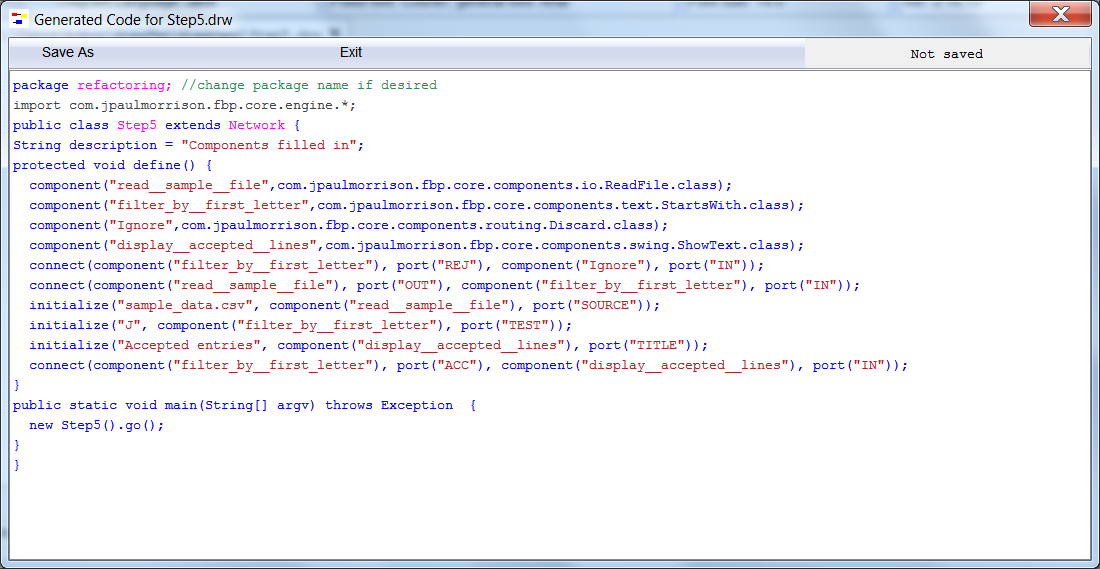 Generated Code for Step5.drw
Save As Exit Not saved
package refactoring; //change package name if desired
import com.jpaulmorrison.fbp.core.engine.*;
public class Step5 extends Network {
String description = "Components filled in";
protected void define() {
  component("read__sample__file",com.jpaulmorrison.fbp.core.components.io.ReadFile.class);
  component("filter_by__first_letter",com.jpaulmorrison.fbp.core.components.text.StartsWith.class);
  component("Ignore",com.jpaulmorrison.fbp.core.components.routing.Discard.class);
  component("display__accepted__lines",com.jpaulmorrison.fbp.core.components.swing.ShowText.class);
  connect(component("filter_by__first_letter"), port("REJ"), component("Ignore"), port("IN"));
  connect(component("read__sample__file"), port("OUT"), component("filter_by__first_letter"), port("IN"));
  initialize("sample_data.csv", component("read__sample__file"), port("SOURCE"));
  initialize("J", component("filter_by__first_letter"), port("TEST"));
  initialize("Accepted entries", component("display__accepted__lines"), port("TITLE"));
  connect(component("filter_by__first_letter"), port("ACC"), component("display__accepted__lines"), port("IN"));
}
public static void main(String[] argv) throws Exception  {
  new Step5().go();
}
}